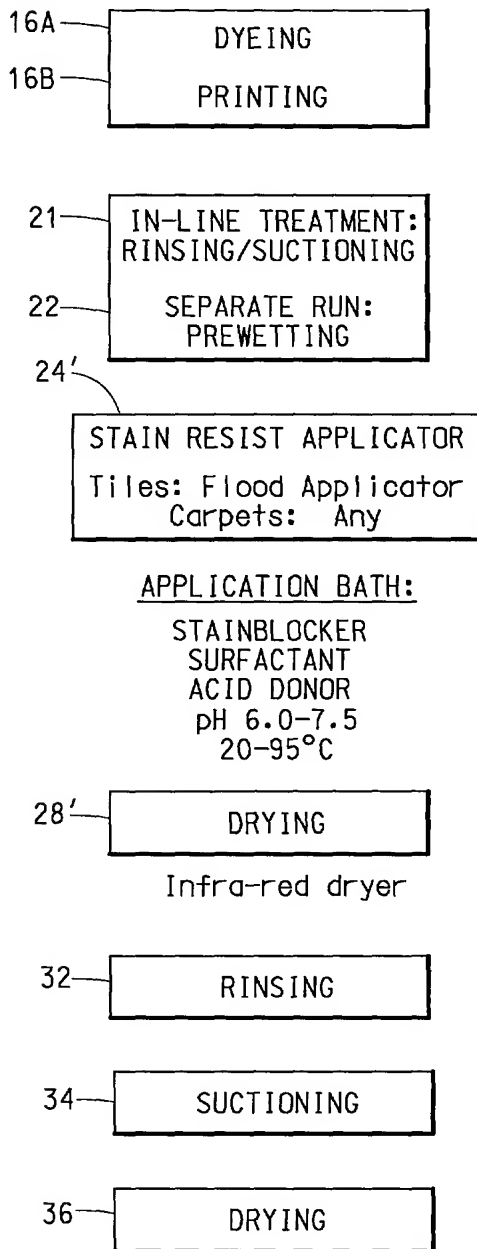 16A
DYEING
16B
PRINTING
21
IN-LINE TREATMENT:
RINSING/SUCTIONING
22
SEPARATE RUN:
PREWETTING
24'
STAIN RESIST APPLICATOR
Tiles: Flood Applicator
Carpets: Any
APPLICATION BATH:
STAINBLOCKER
SURFACTANT
ACID DONOR
pH 6.0-7.5
20-95°C
28'
DRYING
Infra-red dryer
32
RINSING
34
SUCTIONING
36
DRYING